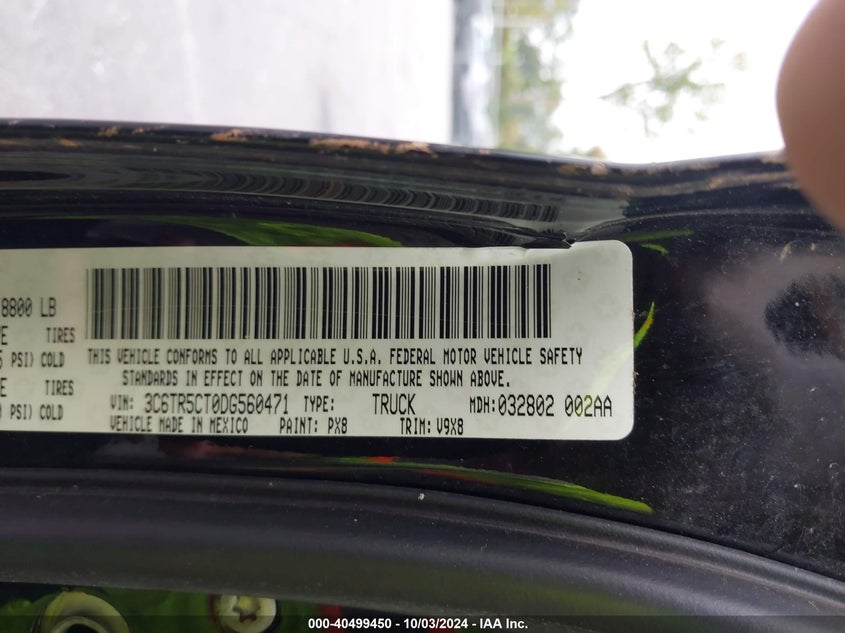 8800 LB
TIRES
PSI) COLD
TIRES
PSI) COLD
THIS VEHICLE CONFORMS TO ALL APPLICABLE U.S.A. FEDERAL MOTOR VEHICLE SAFETY
STANDARDS IN EFFECT ON THE DATE OF MANUFACTURE SHOWN ABOVE.
VIN: 3C6TR5CT0DG560471 TYPE: TRUCK MDH:032802 002AA
VEHICLE MADE IN MEXICO PAINT: PX8 TRIM: V9X8
000-40499450 - 10/03/2024 - IAA Inc.